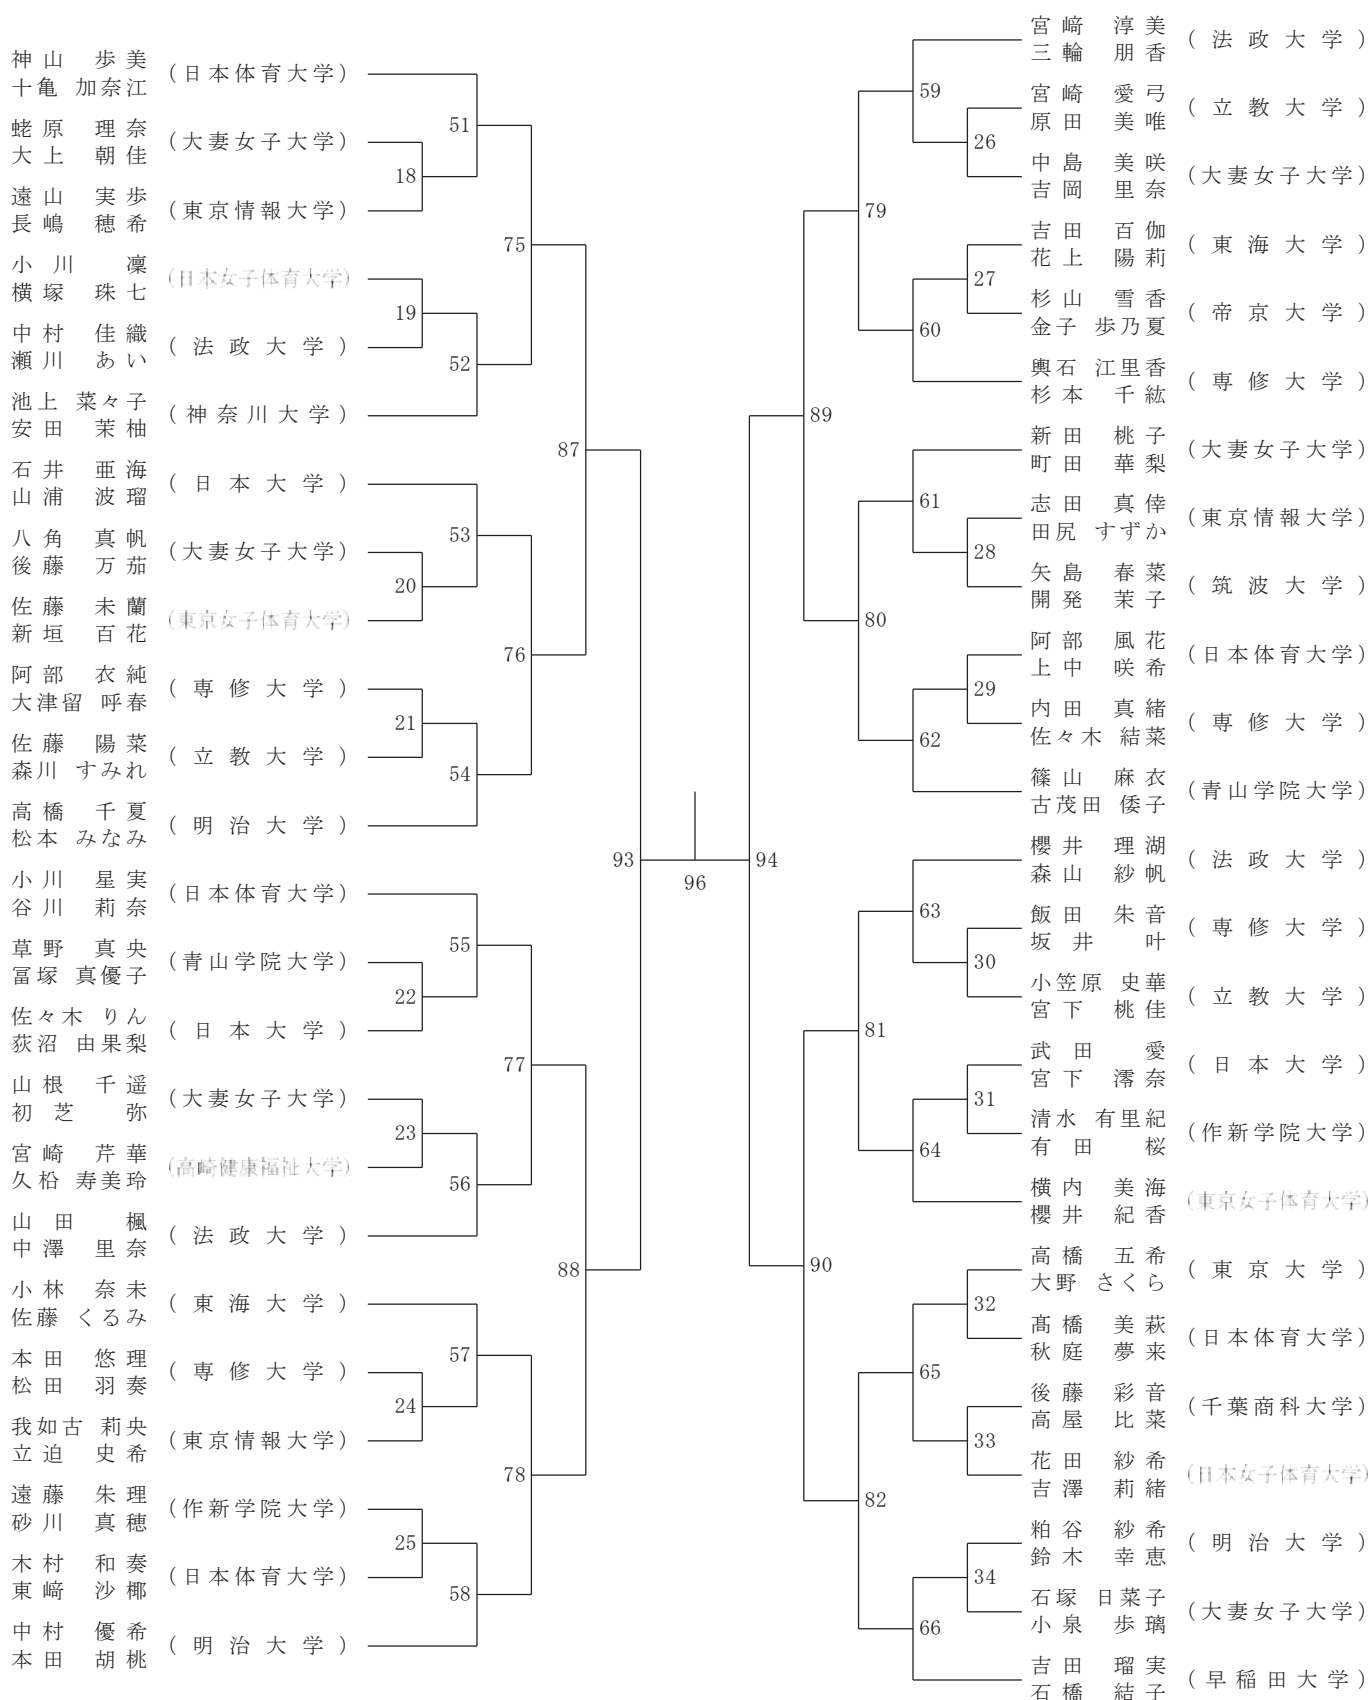 神山 歩美
十亀 加奈江
(日本体育大学)
蛯原 理奈
大上 朝佳
(大妻女子大学)
遠山 実歩
長嶋 穂希
(東京情報大学)
小川 凜
横塚 珠七
(日本女子体育大学)
中村 佳織
瀬川 あい
(法政大学)
池上 菜々子
安田 茉柚
(神奈川大学)
石井 亜海
山浦 波瑠
(日本大学)
八角 真帆
後藤 万茄
(大妻女子大学)
佐藤 未蘭
新垣 百花
(東京女子体育大学)
阿部 衣純
大津留 呼春
(専修大学)
佐藤 陽菜
森川 すみれ
(立教大学)
高橋 千夏
松本 みなみ
(明治大学)
小川 星実
谷川 莉奈
(日本体育大学)
草野 真央
冨塚 真優子
(青山学院大学)
佐々木 りん
荻沼 由果梨
(日本大学)
山根 千遥
初芝 弥
(大妻女子大学)
宮崎 芹華
久松 寿美玲
(高崎健康福祉大学)
山田 楓
中澤 里奈
(法政大学)
小林 奈未
佐藤 くるみ
(東海大学)
本田 悠理
松田 羽奏
(専修大学)
我如古 莉央
立迫 史希
(東京情報大学)
遠藤 朱理
砂川 真穂
(作新学院大学)
木村 和奏
東﨑 沙椰
(日本体育大学)
中村 優希
本田 胡桃
(明治大学)
18
19
20
21
22
23
24
25
51
52
53
54
55
56
57
58
75
76
77
78
87
88
93
96
94
89
90
79
80
81
82
59
60
61
62
63
64
65
66
26
27
28
29
30
31
32
33
34
宮﨑 淳美
三輪 朋香
(法政大学)
宮崎 愛弓
原田 美唯
(立教大学)
中島 美咲
吉岡 里奈
(大妻女子大学)
吉田 百伽
花上 陽莉
(東海大学)
杉山 雪香
金子 歩乃夏
(帝京大学)
輿石 江里香
杉本 千紘
(専修大学)
新田 桃子
町田 華梨
(大妻女子大学)
志田 真倖
田尻 すずか
(東京情報大学)
矢島 春菜
開発 茉子
(筑波大学)
阿部 風花
上中 咲希
(日本体育大学)
内田 真緒
佐々木 結菜
(専修大学)
篠山 麻衣
古茂田 倭子
(青山学院大学)
櫻井 理湖
森山 紗帆
(法政大学)
飯田 朱音
坂井 叶
(専修大学)
小笠原 史華
宮下 桃佳
(立教大学)
武田 愛
宮下 澪奈
(日本大学)
清水 有里紀
有田 桜
(作新学院大学)
横内 美海
櫻井 紀香
(東京女子体育大学)
高橋 五希
大野 さくら
(東京大学)
髙橋 美萩
秋庭 夢来
(日本体育大学)
後藤 彩音
高屋 比菜
(千葉商科大学)
花田 紗希
吉澤 莉緒
(日本女子体育大学)
粕谷 紗希
鈴木 幸恵
(明治大学)
石塚 日菜子
小泉 歩璃
(大妻女子大学)
吉田 瑠実
石橋 結子
(早稲田大学)